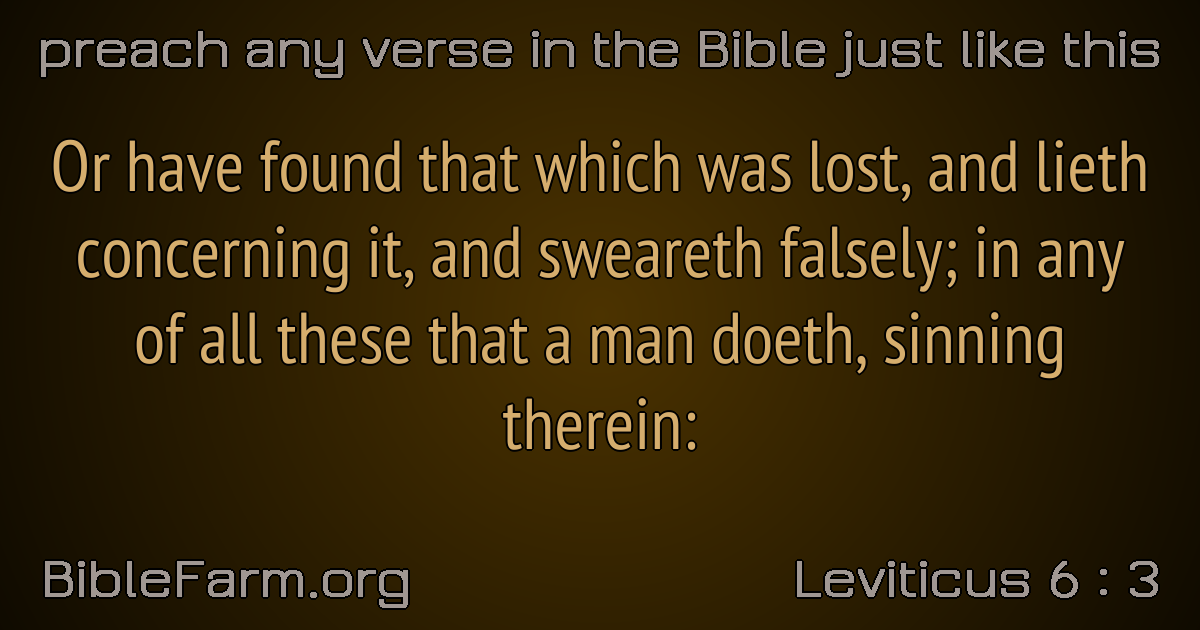 preach any verse in the Bible just like this
Or have found that which was lost, and lieth
concerning it, and sweareth falsely; in any
of all these that a man doeth, sinning
therein:
BibleFarm.org
Leviticus 6 : 3